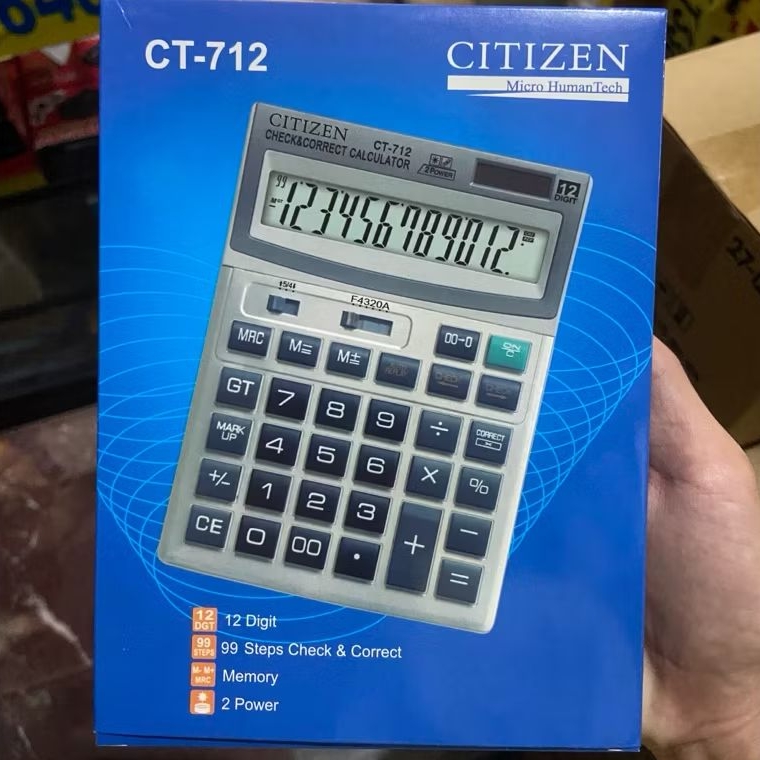 CT-712
CITIZEN
Micro HumanTech
CITIZEN
CHECK&CORRECT CALCULATOR
CT-712
2 POWER
12
DIGIT
99
123456789012.
5/4
F4320A
MRC
M=
M±
00→0
ON/C
GT
7
8
9
÷
CORRECT
MARK
UP
4
5
6
×
%
+/-
1
2
3
+
−
CE
0
00
.
=
12
DGT
12 Digit
99
STEPS
99 Steps Check & Correct
M- M+
MRC
Memory
2 Power